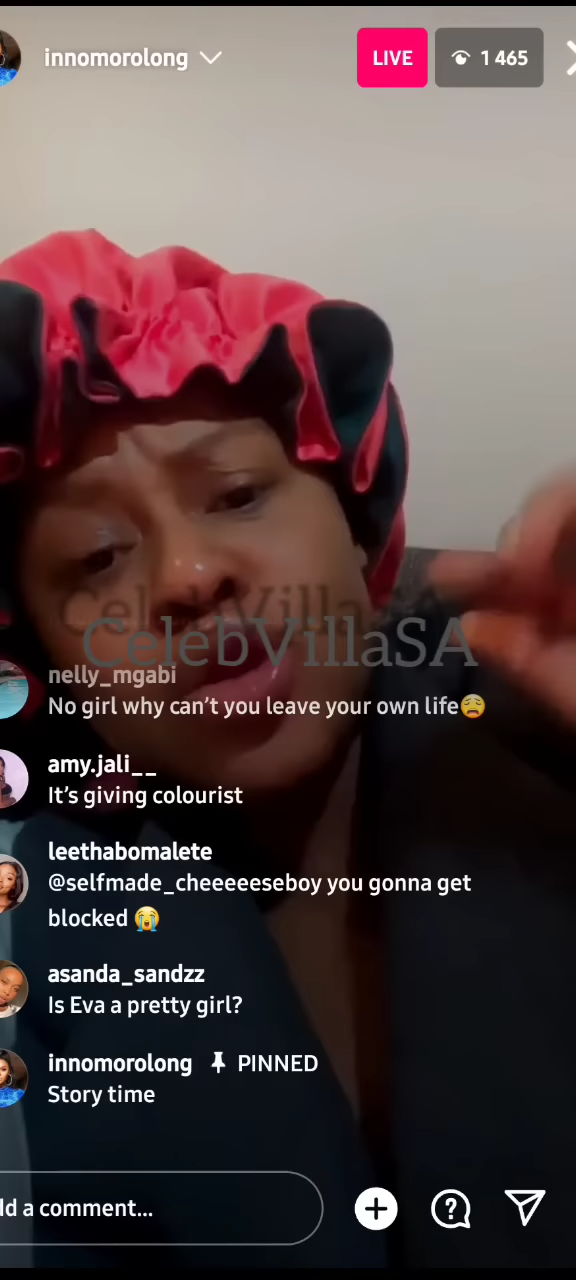 innomorolong
LIVE
1 465
CelebVillaSA
CelebVillaSA
nelly_mgabi
No girl why can’t you leave your own life😩
amy.jali__
It’s giving colourist
leethabomalete
@selfmade_cheeeeeseboy you gonna get
blocked 😭
asanda_sandzz
Is Eva a pretty girl?
innomorolong PINNED
Story time
dd a comment...